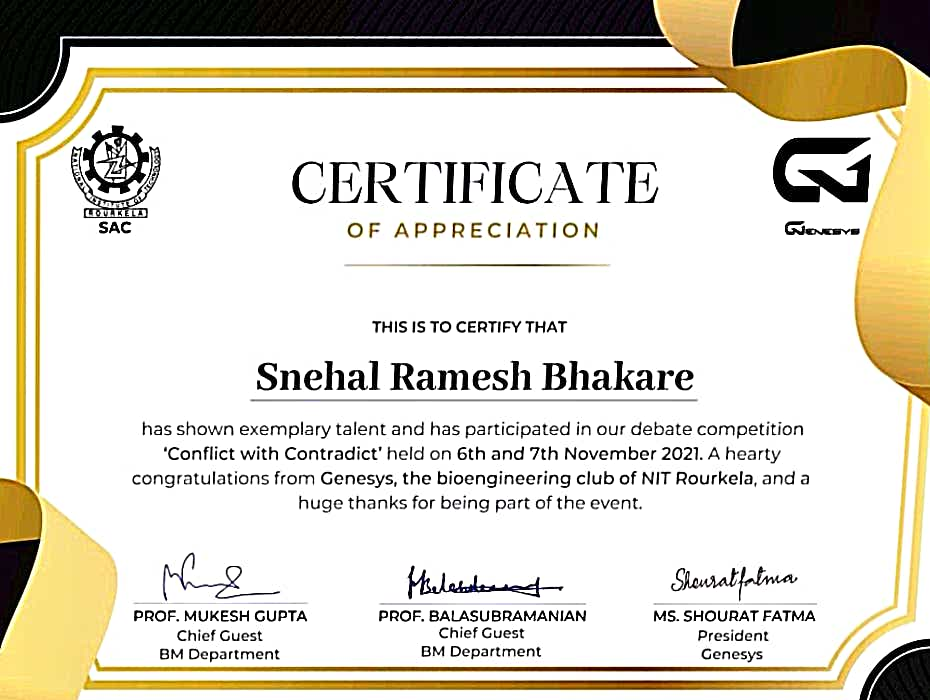 NATIONAL INSTITUTE OF TECHNOLOGY
ROURKELA
SAC
GENESYS
CERTIFICATE
OF APPRECIATION
THIS IS TO CERTIFY THAT
Snehal Ramesh Bhakare
has shown exemplary talent and has participated in our debate competition
‘Conflict with Contradict’ held on 6th and 7th November 2021. A hearty
congratulations from Genesys, the bioengineering club of NIT Rourkela, and a
huge thanks for being part of the event.
Shouratfatma
PROF. MUKESH GUPTA
Chief Guest
BM Department
PROF. BALASUBRAMANIAN
Chief Guest
BM Department
MS. SHOURAT FATMA
President
Genesys